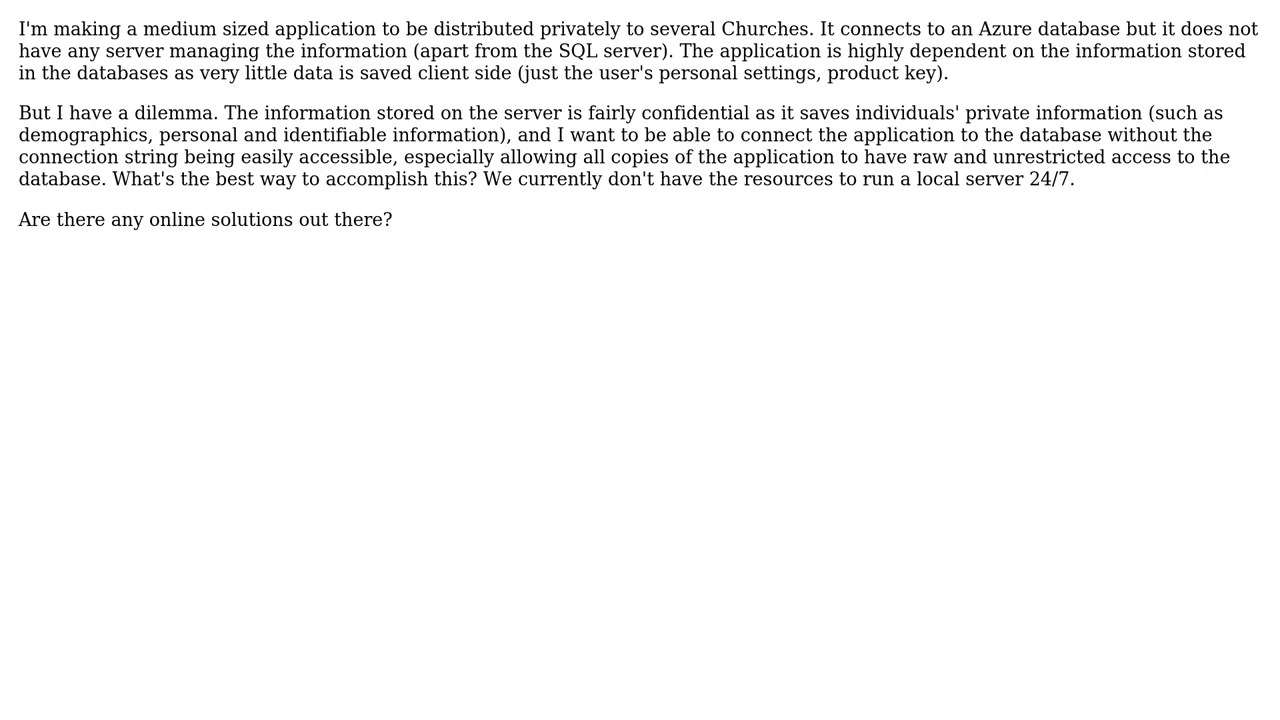 I'm making a medium sized application to be distributed privately to several Churches. It connects to an Azure database but it does not
have any server managing the information (apart from the SQL server). The application is highly dependent on the information stored
in the databases as very little data is saved client side (just the user's personal settings, product key).
But I have a dilemma. The information stored on the server is fairly confidential as it saves individuals' private information (such as
demographics, personal and identifiable information), and I want to be able to connect the application to the database without the
connection string being easily accessible, especially allowing all copies of the application to have raw and unrestricted access to the
database. What's the best way to accomplish this? We currently don't have the resources to run a local server 24/7.
Are there any online solutions out there?